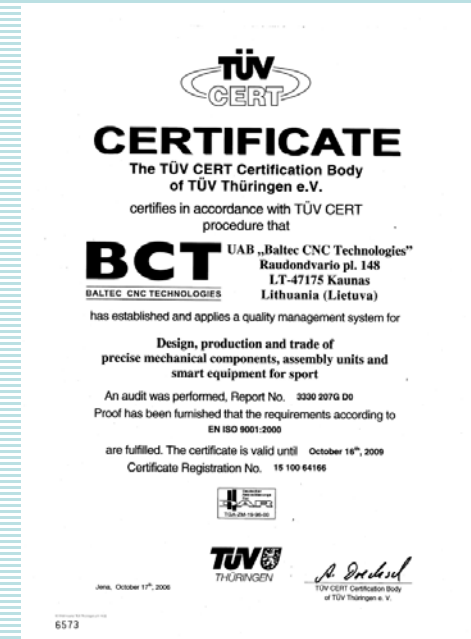 TÜV
CERT
CERTIFICATE
The TÜV CERT Certification Body
of TÜV Thüringen e.V.
certifies in accordance with TÜV CERT
procedure that
BCT
BALTEC CNC TECHNOLOGIES
UAB „Baltec CNC Technologies”
Raudondvario pl. 148
LT-47175 Kaunas
Lithuania (Lietuva)
has established and applies a quality management system for
Design, production and trade of
precise mechanical components, assembly units and
smart equipment for sport
An audit was performed, Report No. 3330 207G D0
Proof has been furnished that the requirements according to
EN ISO 9001:2000
are fulfilled. The certificate is valid until October 16th, 2009
Certificate Registration No. 15 100 64166
TGA-ZM-19-96-00
TÜV
THÜRINGEN
Jena, October 17th, 2006
TÜV CERT Certification Body
of TÜV Thüringen e. V.
6573